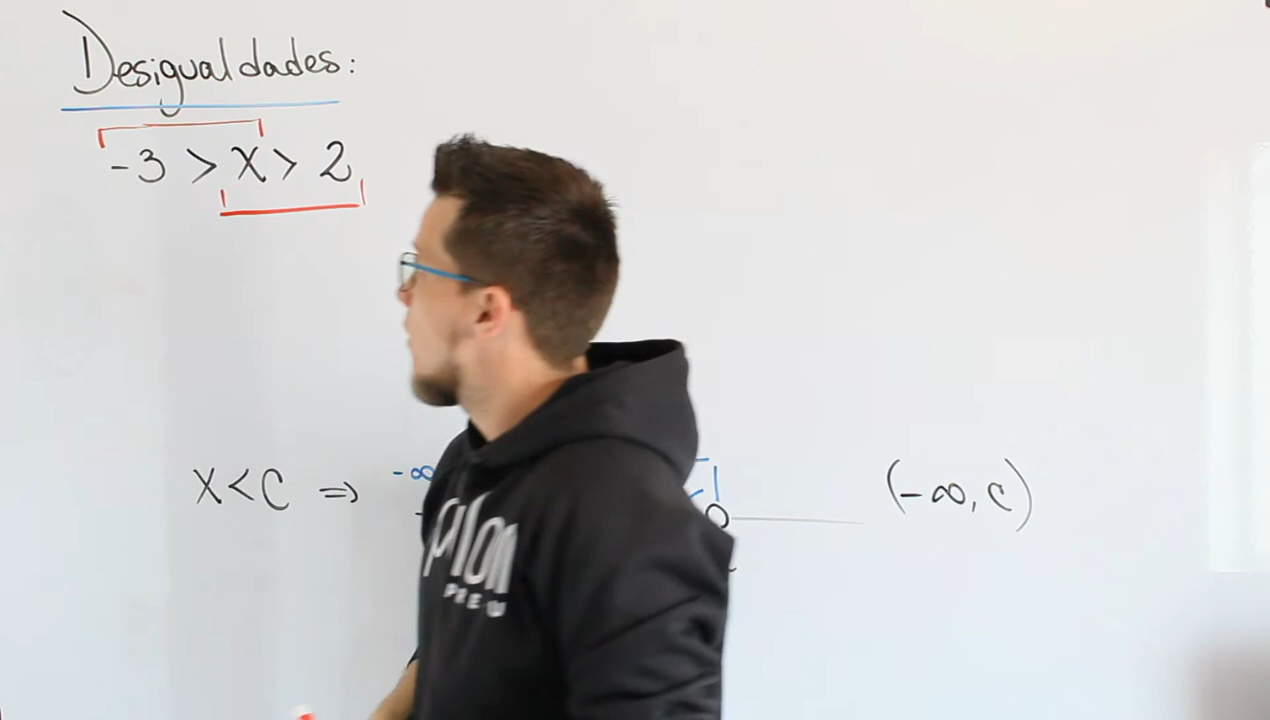 Desigualdades:
-3 > x > 2
x < c ⇒ -∞ (-∞, c)